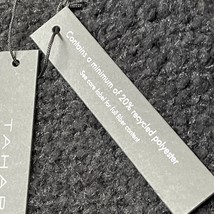 Contains a minimum of 20% recycled polyester
See care label for full fiber content
TAHAR